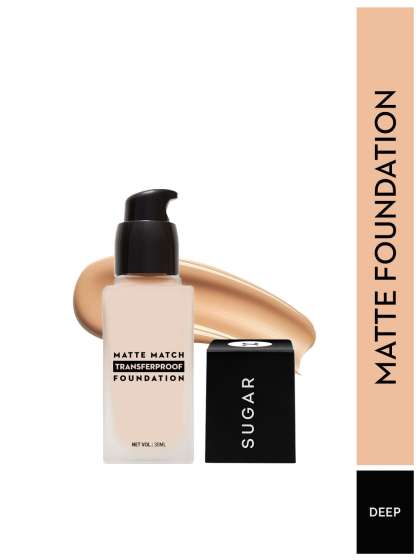 MATTE MATCH
TRANSFERPROOF
FOUNDATION
NET VOL.: 30ML
SUGAR
MATTE FOUNDATION
DEEP